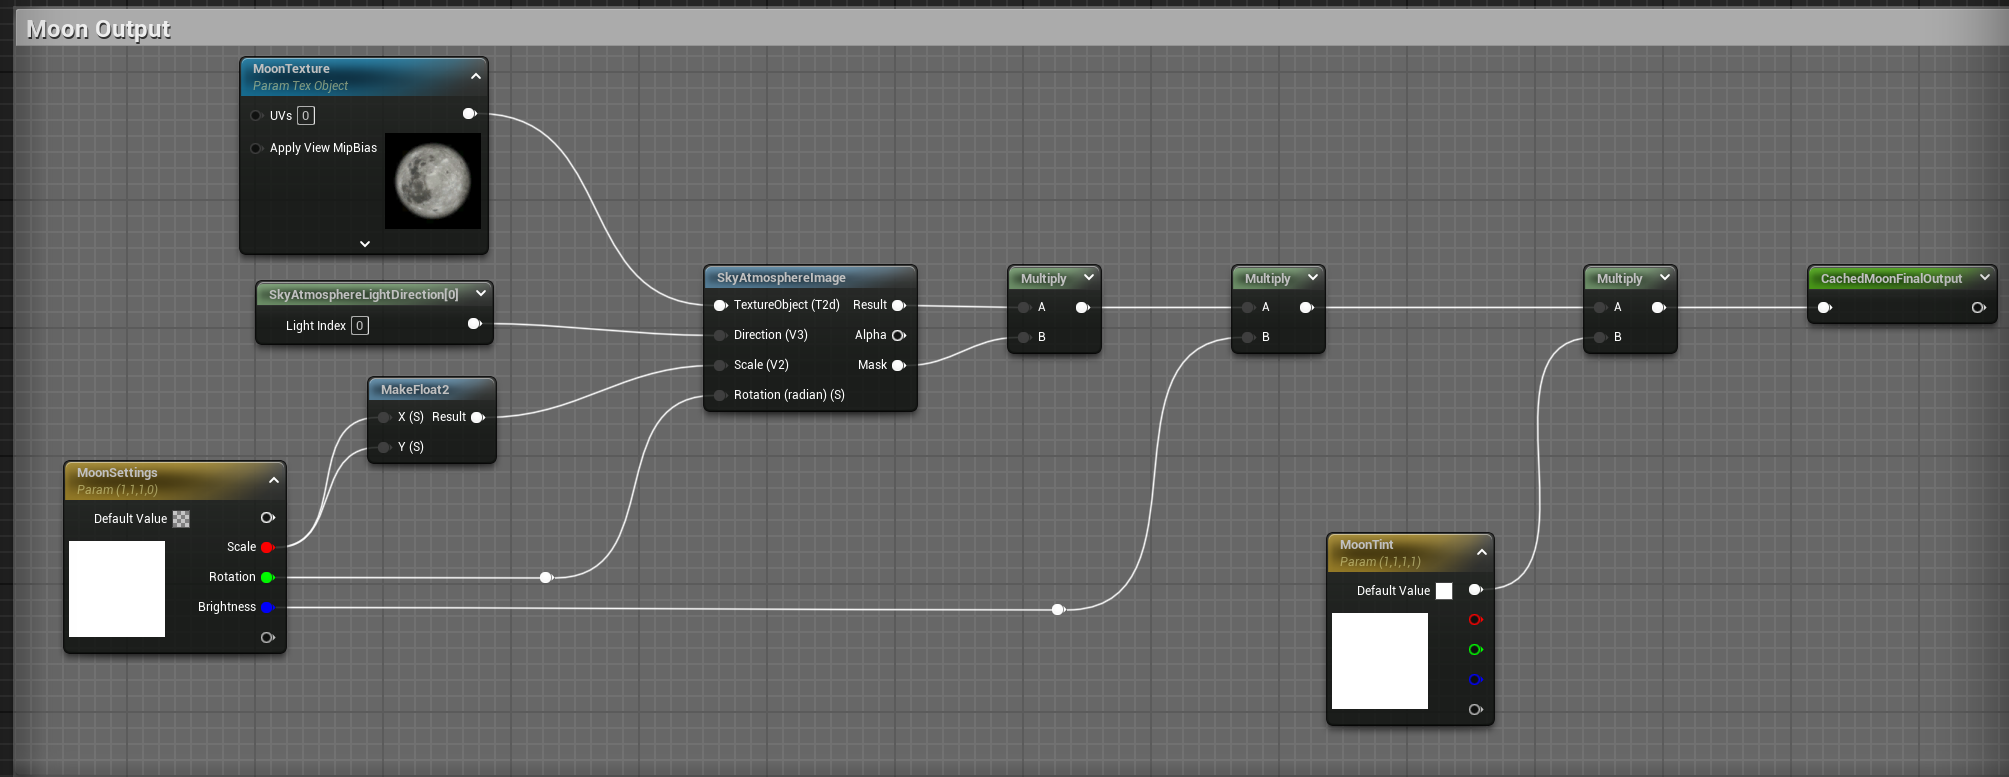 Moon Output
MoonTexture
Param Tex Object
UVs 0
Apply View MipBias
SkyAtmosphereLightDirection[0]
Light Index 0
MakeFloat2
X (S) Result
Y (S)
MoonSettings
Param (1,1,1,0)
Default Value
Scale
Rotation
Brightness
SkyAtmosphereImage
TextureObject (T2d) Result
Direction (V3) Alpha
Scale (V2) Mask
Rotation (radian) (S)
Multiply
A
B
Multiply
A
B
MoonTint
Param (1,1,1,1)
Default Value
Multiply
A
B
CachedMoonFinalOutput